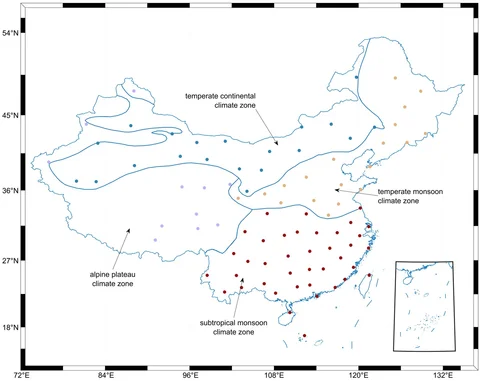 54°N
temperate continental
climate zone
45°N
36°N
temperate monsoon
climate zone
alpine plateau
climate zone
27°N
subtropical monsoon
climate zone
18°N
72°E
84°E
96°E
108°E
120°E
132°E